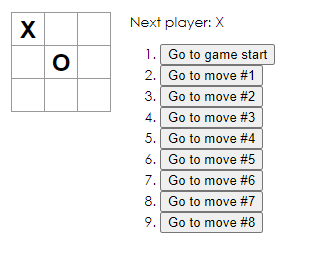 X
O
Next player: X
1. Go to game start
2. Go to move #1
3. Go to move #2
4. Go to move #3
5. Go to move #4
6. Go to move #5
7. Go to move #6
8. Go to move #7
9. Go to move #8